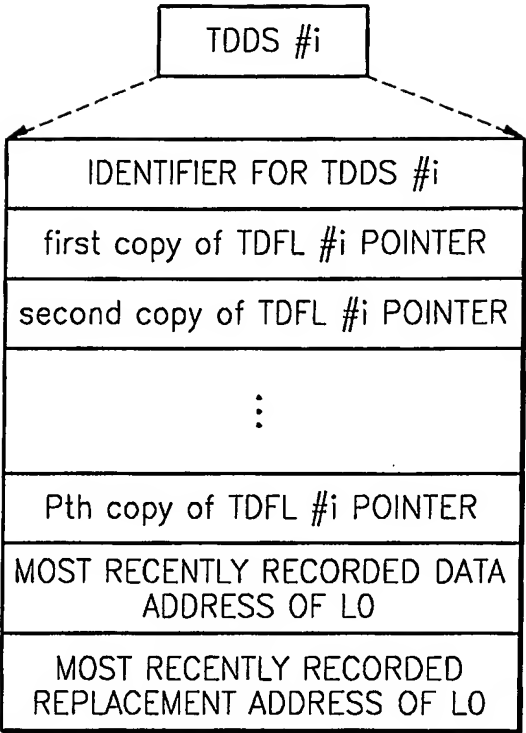 TDDS #i
IDENTIFIER FOR TDDS #i
first copy of TDFL #i POINTER
second copy of TDFL #i POINTER
⋮
Pth copy of TDFL #i POINTER
MOST RECENTLY RECORDED DATA
ADDRESS OF L0
MOST RECENTLY RECORDED
REPLACEMENT ADDRESS OF L0